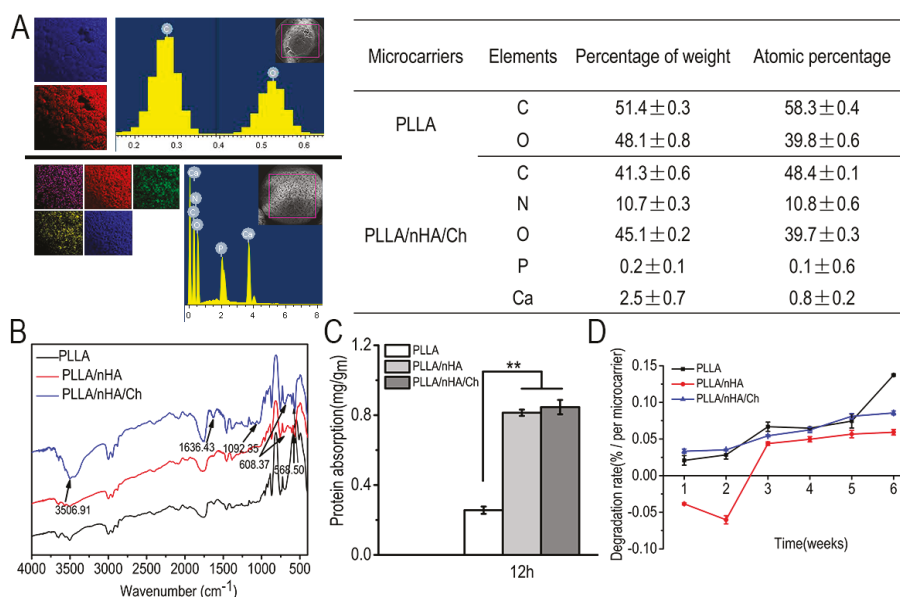 A
C
O
0.2 0.3 0.4 0.5 0.6
Ca
N
C
O
P
Ca
0 2 4 6 8
Microcarriers Elements Percentage of weight Atomic percentage
PLLA
C 51.4±0.3 58.3±0.4
O 48.1±0.8 39.8±0.6
PLLA/nHA/Ch
C 41.3±0.6 48.4±0.1
N 10.7±0.3 10.8±0.6
O 45.1±0.2 39.7±0.3
P 0.2±0.1 0.1±0.6
Ca 2.5±0.7 0.8±0.2
B
PLLA
PLLA/nHA
PLLA/nHA/Ch
3506.91
1636.43
1092.35
608.37
568.50
4000 3500 3000 2500 2000 1500 1000 500
Wavenumber (cm-1)
C
Protein absorption(mg/gm)
1.2
0.9
0.6
0.3
0.0
PLLA
PLLA/nHA
PLLA/nHA/Ch
**
12h
D
Degradation rate(% / per microcarrier)
0.15
0.10
0.05
0.00
-0.05
-0.10
PLLA
PLLA/nHA
PLLA/nHA/Ch
1 2 3 4 5 6
Time(weeks)